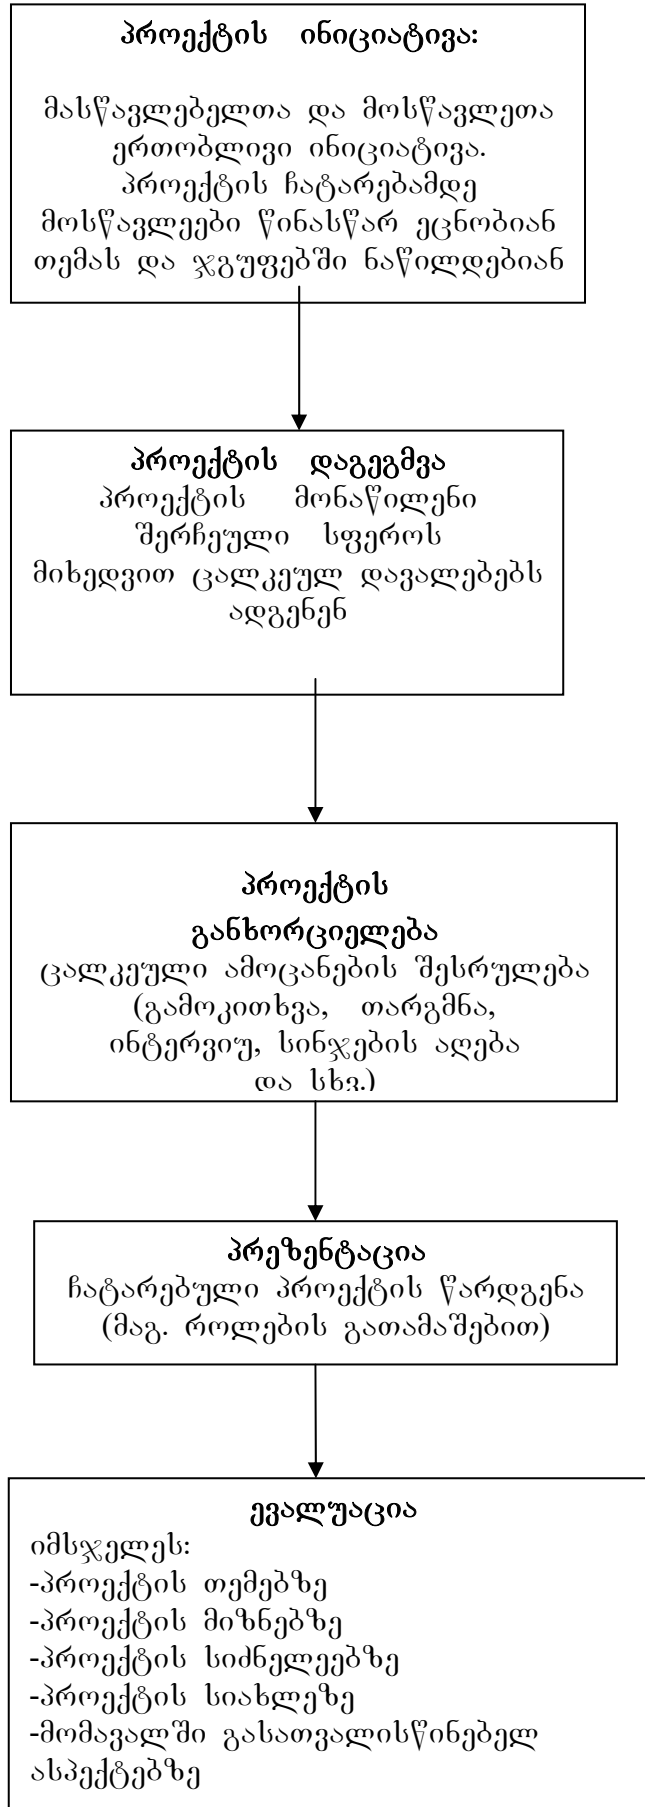 პროექტის ინიციატივა:
მასწავლებელთა და მოსწავლეთა
ერთობლივი ინიციატივა.
პროექტის ჩატარებამდე
მოსწავლეები წინასწარ ეცნობიან
თემას და ჯგუფებში ნაწილდებიან
პროექტის დაგეგმვა
პროექტის მონაწილენი
შერჩეული სფეროს
მიხედვით ცალკეულ დავალებებს
ადგენენ
პროექტის
განხორციელება
ცალკეული ამოცანების შესრულება
(გამოკითხვა, თარგმნა,
ინტერვიუ, სინჯების აღება
და სხვ.)
პრეზენტაცია
ჩატარებული პროექტის წარდგენა
(მაგ. როლების გათამაშებით)
ევალუაცია
იმსჯელეს:
-პროექტის თემებზე
-პროექტის მიზნებზე
-პროექტის სიძნელეებზე
-პროექტის სიახლეზე
-მომავალში გასათვალისწინებელ
ასპექტებზე